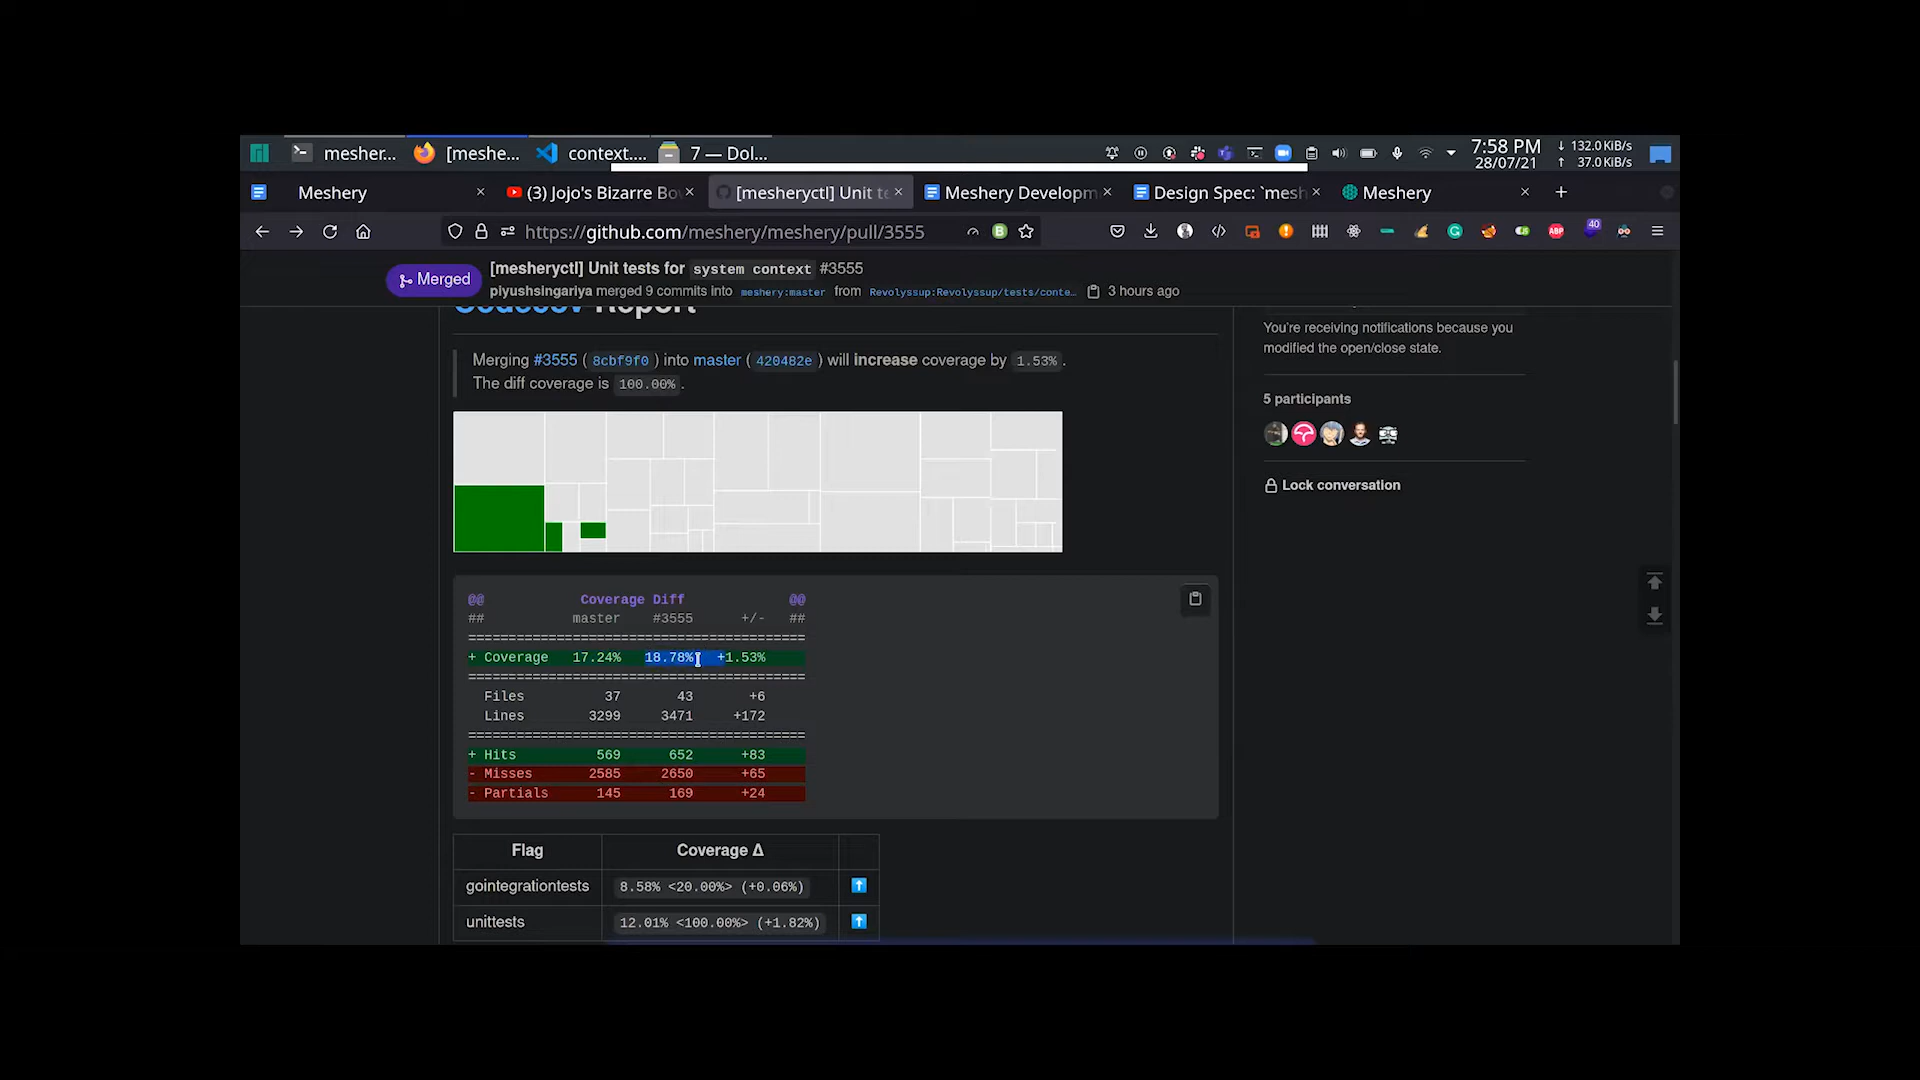 mesher... [meshe... context.... 7 — Dol... 7:58 PM 28/07/21 ↓ 132.0 KiB/s ↑ 37.0 KiB/s
Meshery × (3) Jojo's Bizarre Bo × [mesheryctl] Unit te × Meshery Developm × Design Spec: `mesh × Meshery × +
https://github.com/meshery/meshery/pull/3555 B ABP 40
Merged [mesheryctl] Unit tests for system context #3555
piyushsingariya merged 9 commits into meshery:master from Revolyssup:Revolyssup/tests/conte… 3 hours ago
Codecov Report
Merging #3555 (8cbf9f0) into master (420482e) will increase coverage by 1.53%.
The diff coverage is 100.00%.
@@ Coverage Diff @@
## master #3555 +/- ##
==========================================
+ Coverage 17.24% 18.78% +1.53%
==========================================
Files 37 43 +6
Lines 3299 3471 +172
==========================================
+ Hits 569 652 +83
- Misses 2585 2650 +65
- Partials 145 169 +24
Flag Coverage Δ
gointegrationtests 8.58% <20.00%> (+0.06%)
unittests 12.01% <100.00%> (+1.82%)
You're receiving notifications because you
modified the open/close state.
5 participants
Lock conversation